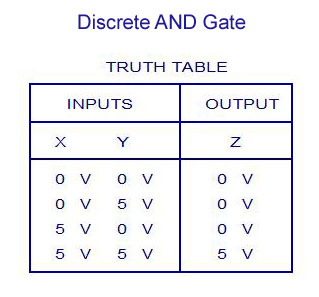 Discrete AND Gate
TRUTH TABLE
INPUTS OUTPUT
X Y Z
0 V 0 V 0 V
0 V 5 V 0 V
5 V 0 V 0 V
5 V 5 V 5 V